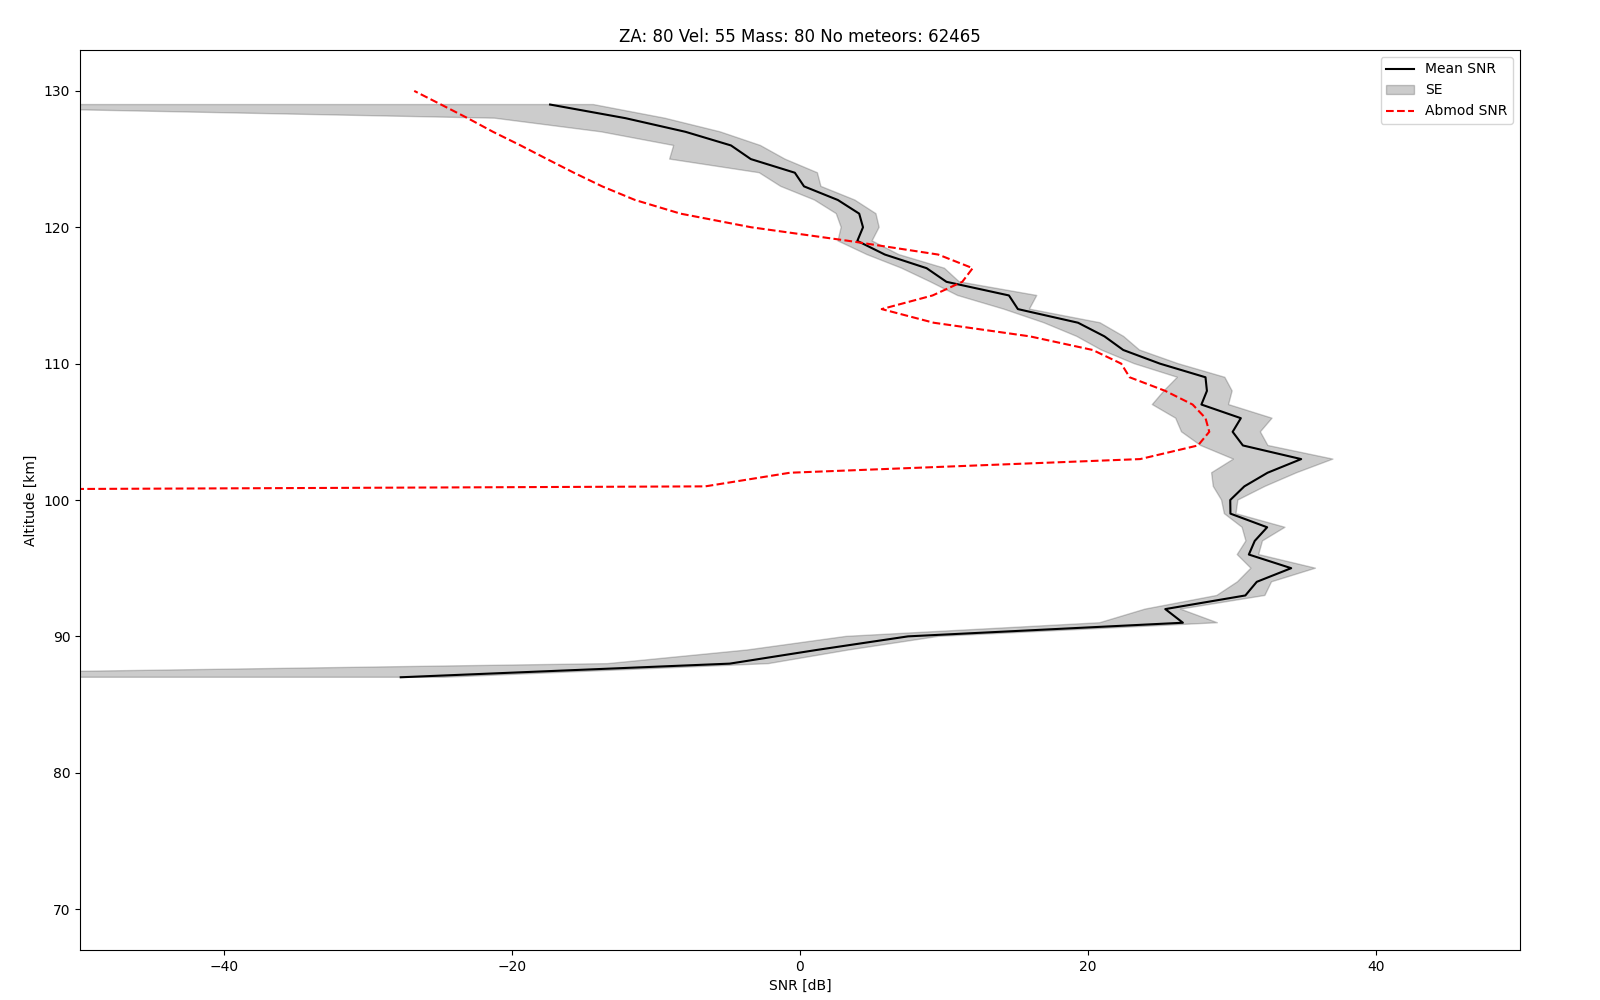 ZA: 80 Vel: 55 Mass: 80 No meteors: 62465
Mean SNR
SE
Abmod SNR
130
120
110
100
90
80
70
Altitude [km]
−40
−20
0
20
40
SNR [dB]